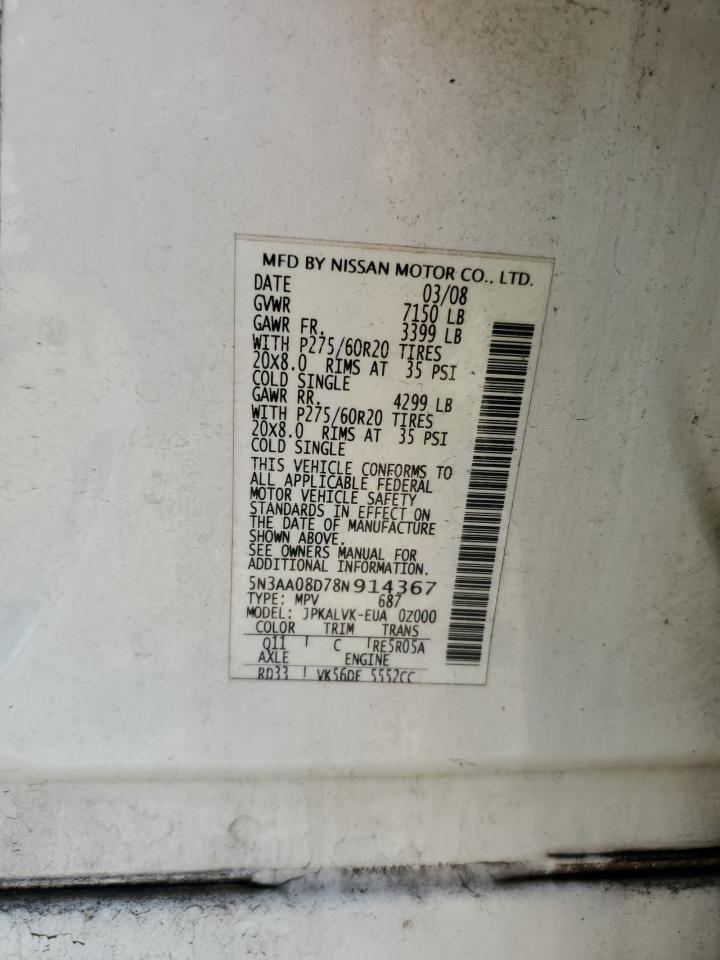 MFD BY NISSAN MOTOR CO., LTD.
DATE 03/08
GVWR 7150 LB
GAWR FR. 3399 LB
WITH P275/60R20 TIRES
20X8.0 RIMS AT 35 PSI
COLD SINGLE
GAWR RR. 4299 LB
WITH P275/60R20 TIRES
20X8.0 RIMS AT 35 PSI
COLD SINGLE
THIS VEHICLE CONFORMS TO
ALL APPLICABLE FEDERAL
MOTOR VEHICLE SAFETY
STANDARDS IN EFFECT ON
THE DATE OF MANUFACTURE
SHOWN ABOVE.
SEE OWNERS MANUAL FOR
ADDITIONAL INFORMATION.
5N3AA08D78N914367
TYPE: MPV 687
MODEL: JPKALVK-EUA 0Z000
COLOR TRIM TRANS
Q11 C RE5R05A
AXLE ENGINE
RD33 VK56DE 5552CC